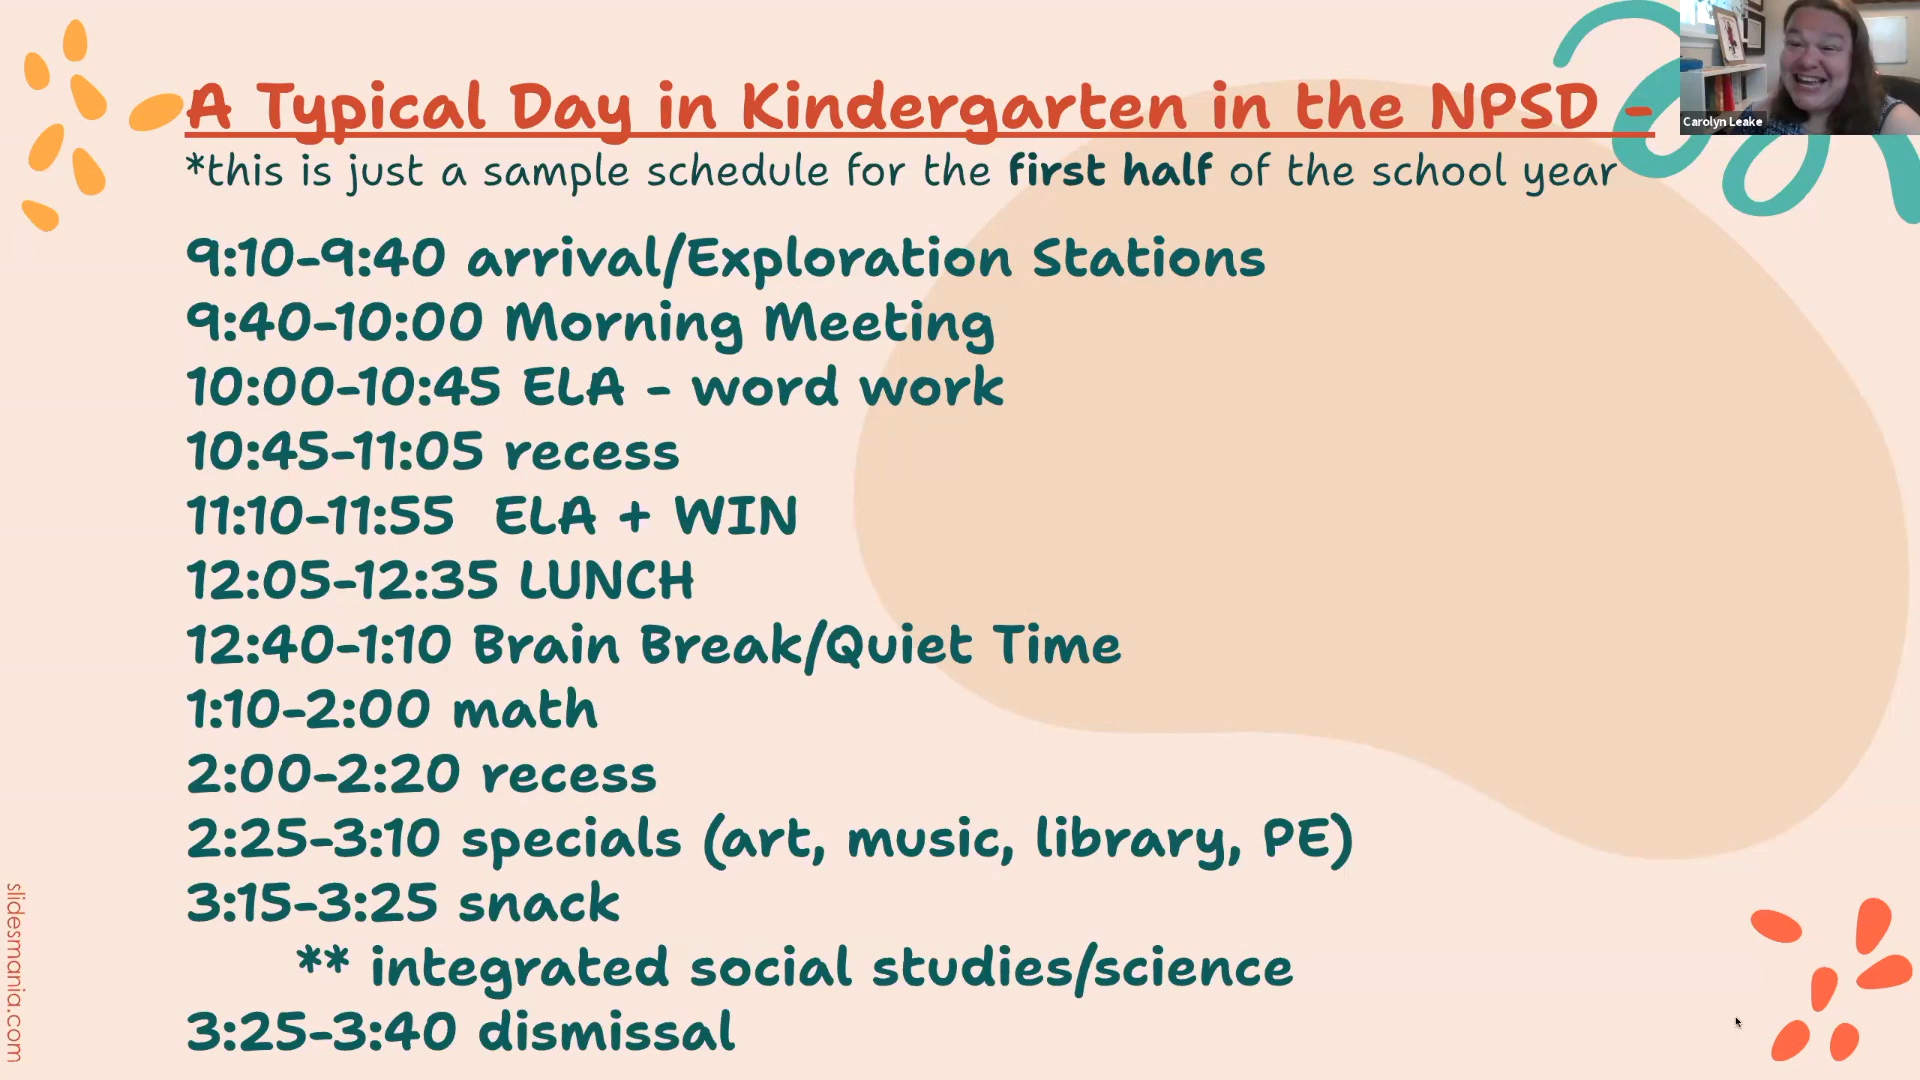 A Typical Day in Kindergarten in the NPSD -
*this is just a sample schedule for the first half of the school year
9:10-9:40 arrival/Exploration Stations
9:40-10:00 Morning Meeting
10:00-10:45 ELA - word work
10:45-11:05 recess
11:10-11:55 ELA + WIN
12:05-12:35 LUNCH
12:40-1:10 Brain Break/Quiet Time
1:10-2:00 math
2:00-2:20 recess
2:25-3:10 specials (art, music, library, PE)
3:15-3:25 snack
** integrated social studies/science
3:25-3:40 dismissal
Carolyn Leake
slidesmania.com